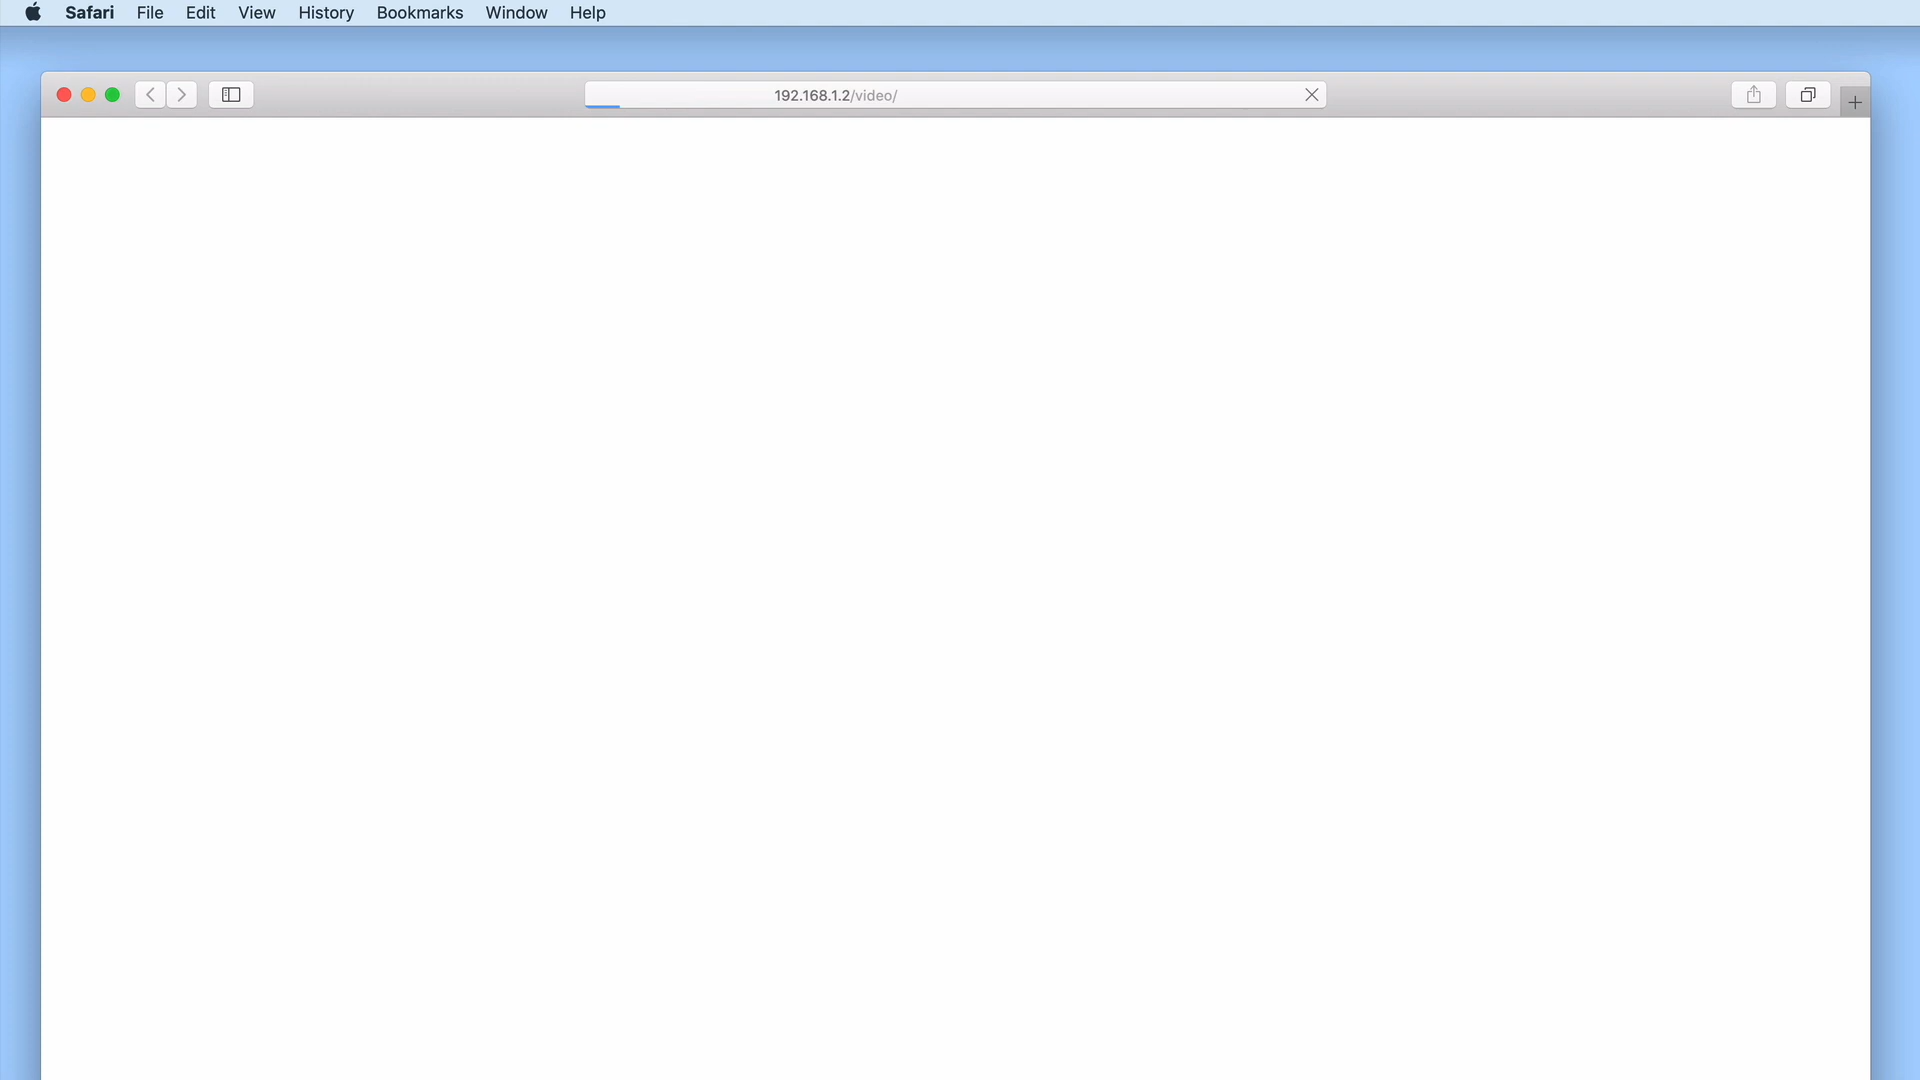 Safari File Edit View History Bookmarks Window Help
192.168.1.2/video/